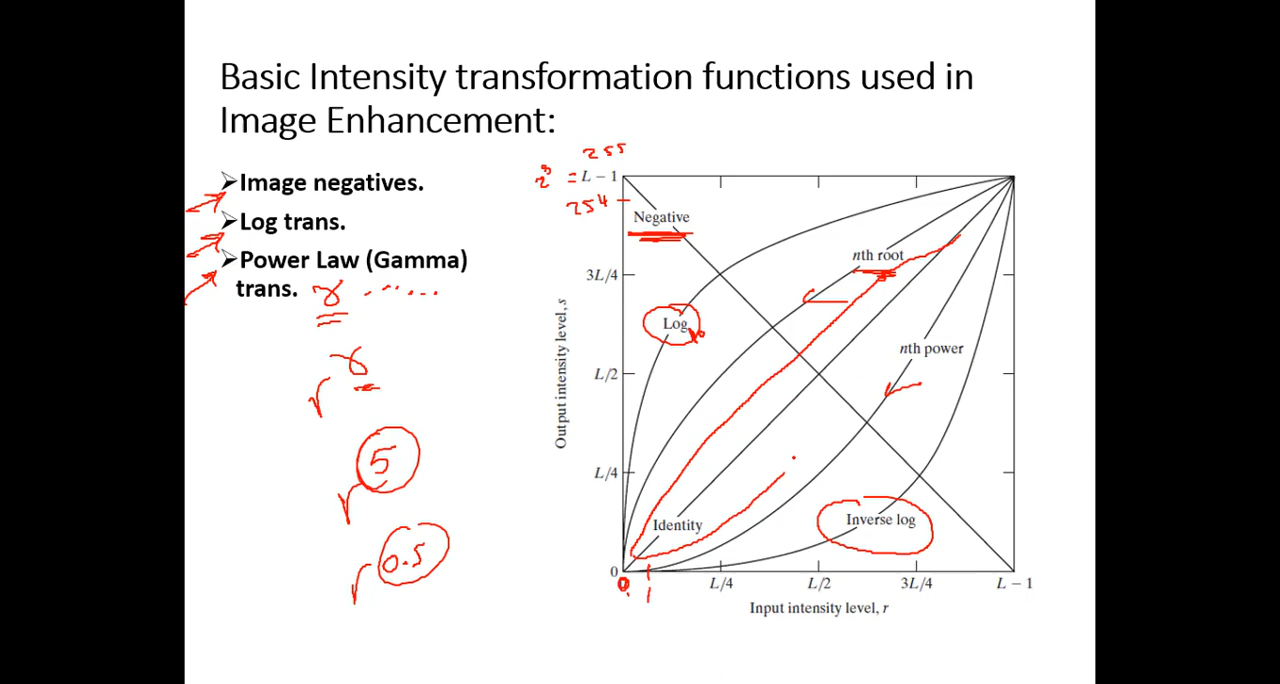 Basic Intensity transformation functions used in
Image Enhancement:
➢Image negatives.
➢Log trans.
➢Power Law (Gamma)
trans. γ ......
r γ
r 5
r 0.5
255
= L − 1
254
Negative
nth root
3L/4
Log
nth power
L/2
L/4
Inverse log
Identity
0
0 1
L/4 L/2 3L/4 L − 1
Output intensity level, s
Input intensity level, r